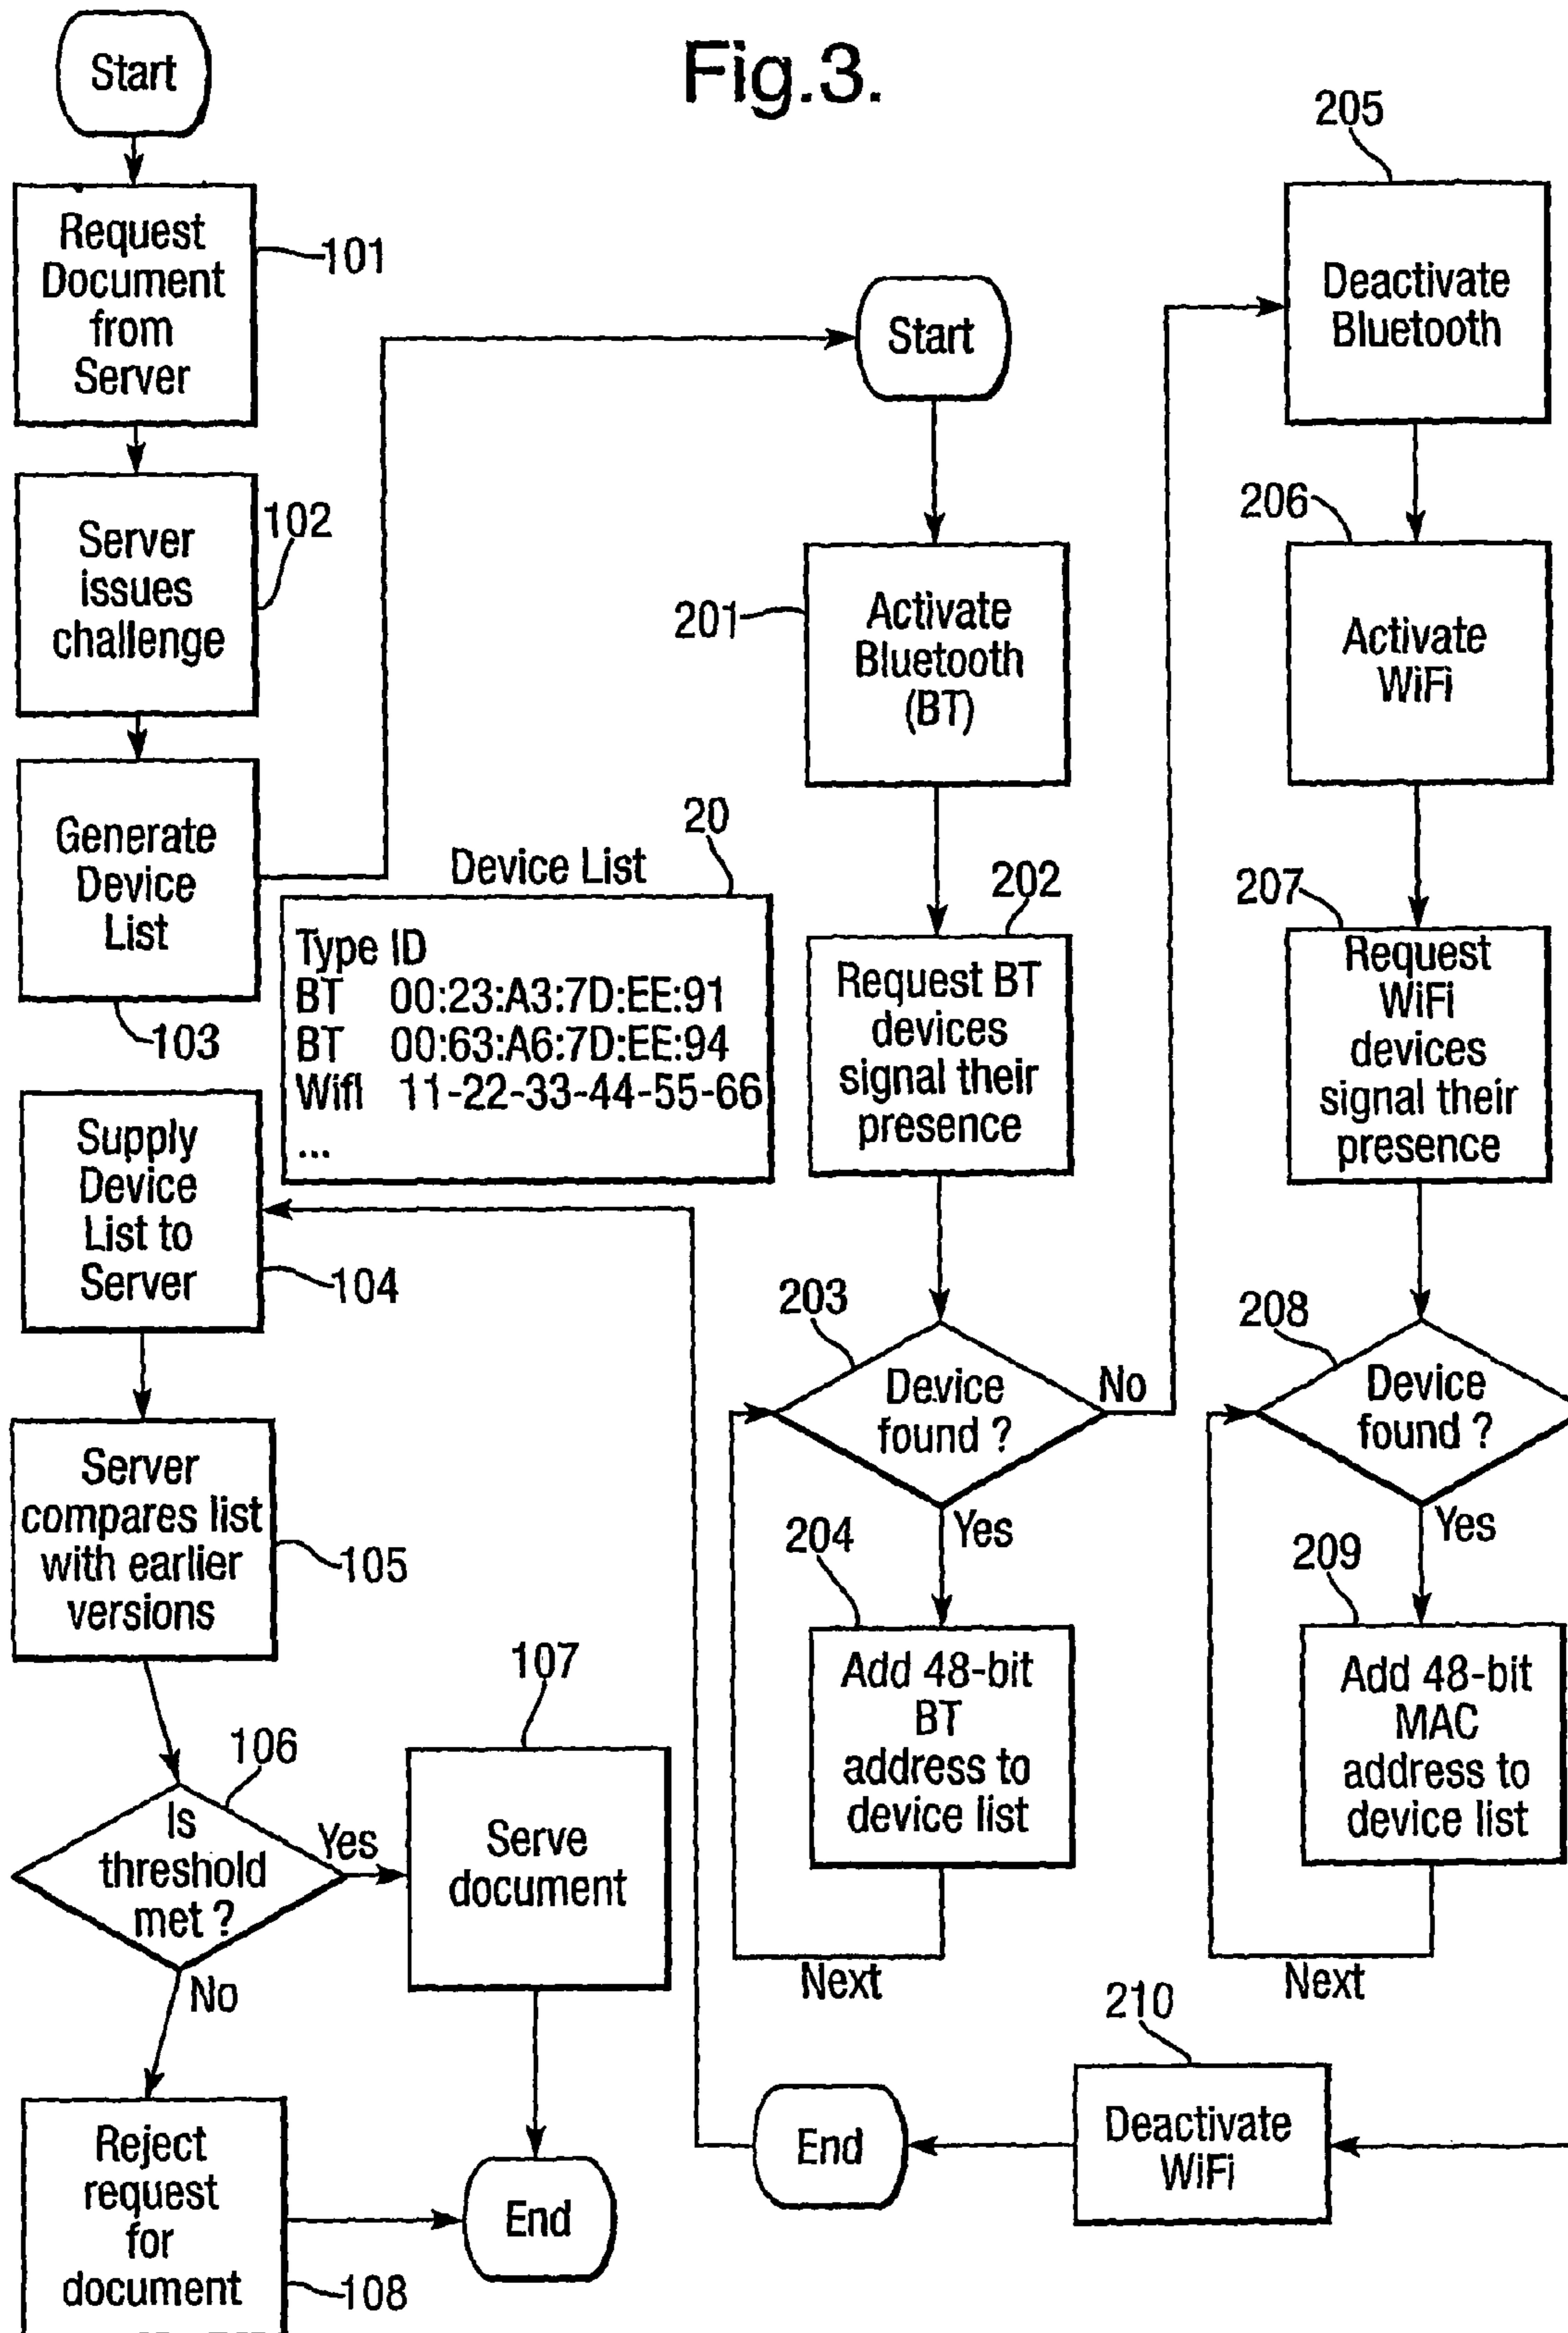 Fig.3.
Start
Request
Document
from
Server
101
Server
issues
challenge
102
Generate
Device
List
103
Device List
20
Type ID
BT 00:23:A3:7D:EE:91
BT 00:63:A6:7D:EE:94
WifI 11-22-33-44-55-66
...
Supply
Device
List to
Server
104
Server
compares list
with earlier
versions
105
106
Is
threshold
met ?
Yes
No
107
Serve
document
Reject
request
for
document
108
End
Start
201
Activate
Bluetooth
(BT)
202
Request BT
devices
signal their
presence
203
Device
found ?
No
Yes
204
Add 48-bit
BT
address to
device list
Next
205
Deactivate
Bluetooth
206
Activate
WiFi
207
Request
WiFi
devices
signal their
presence
208
Device
found ?
Yes
209
Add 48-bit
MAC
address to
device list
Next
210
Deactivate
WiFi
End